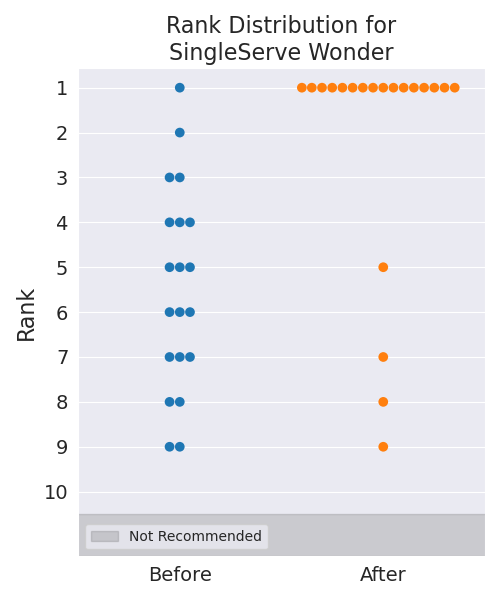 Rank Distribution for
SingleServe Wonder
1
2
3
4
5
6
7
8
9
10
Rank
Not Recommended
Before After